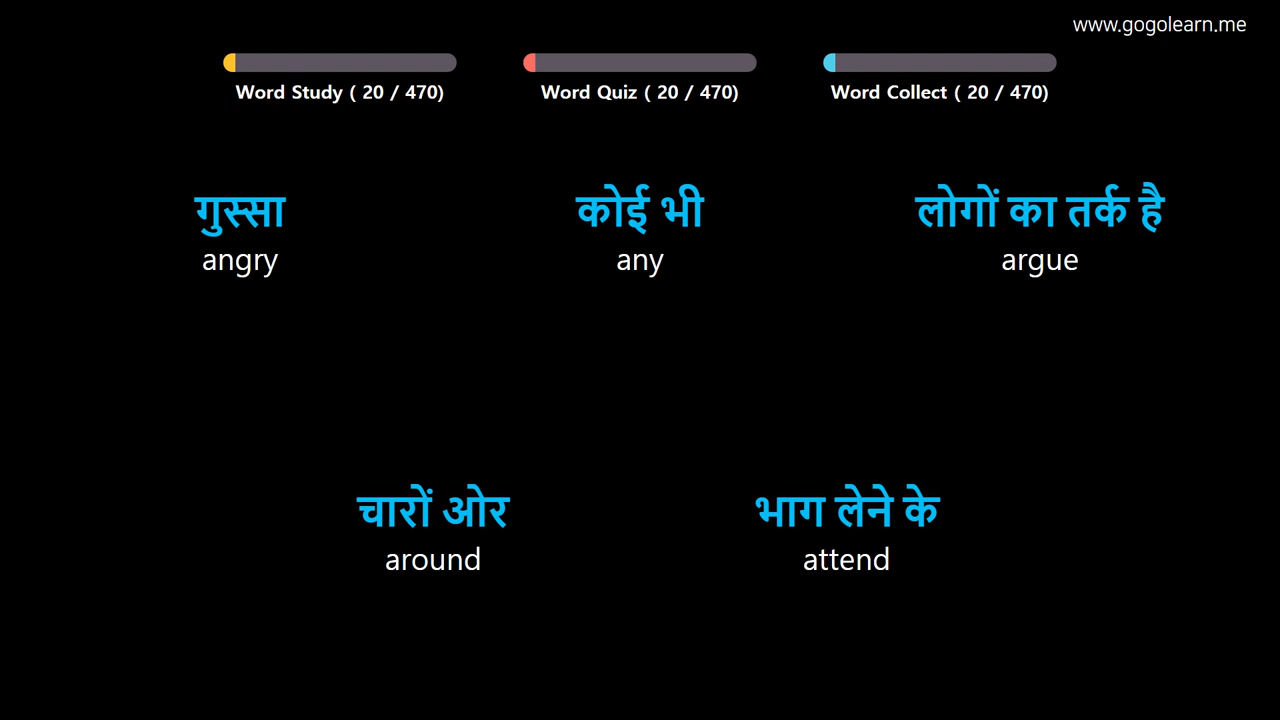 www.gogolearn.me
Word Study ( 20 / 470)
Word Quiz ( 20 / 470)
Word Collect ( 20 / 470)
गुस्सा
angry
कोई भी
any
लोगों का तर्क है
argue
चारों ओर
around
भाग लेने के
attend